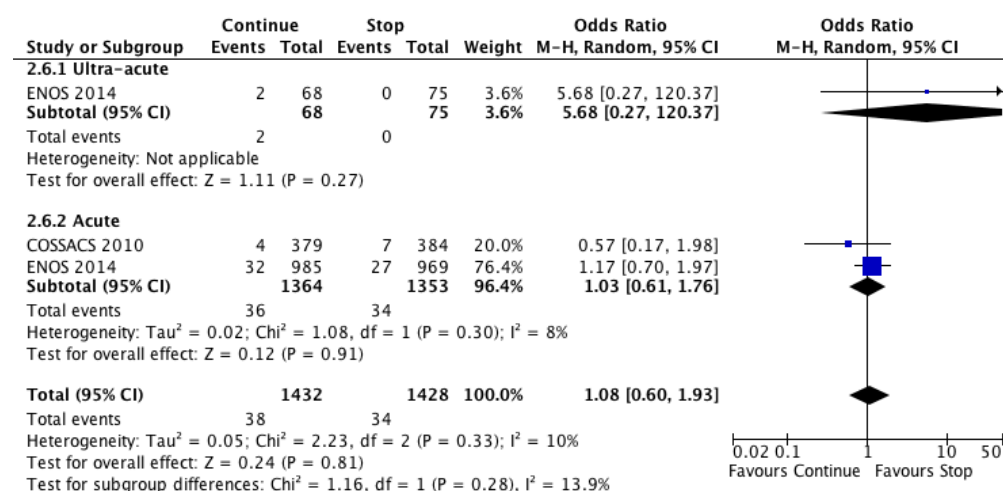 Continue Stop Odds Ratio Odds Ratio
Study or Subgroup Events Total Events Total Weight M-H, Random, 95% CI M-H, Random, 95% CI
2.6.1 Ultra-acute
ENOS 2014 2 68 0 75 3.6% 5.68 [0.27, 120.37]
Subtotal (95% CI) 68 75 3.6% 5.68 [0.27, 120.37]
Total events 2 0
Heterogeneity: Not applicable
Test for overall effect: Z = 1.11 (P = 0.27)
2.6.2 Acute
COSSACS 2010 4 379 7 384 20.0% 0.57 [0.17, 1.98]
ENOS 2014 32 985 27 969 76.4% 1.17 [0.70, 1.97]
Subtotal (95% CI) 1364 1353 96.4% 1.03 [0.61, 1.76]
Total events 36 34
Heterogeneity: Tau² = 0.02; Chi² = 1.08, df = 1 (P = 0.30); I² = 8%
Test for overall effect: Z = 0.12 (P = 0.91)
Total (95% CI) 1432 1428 100.0% 1.08 [0.60, 1.93]
Total events 38 34
Heterogeneity: Tau² = 0.05; Chi² = 2.23, df = 2 (P = 0.33); I² = 10%
Test for overall effect: Z = 0.24 (P = 0.81)
Test for subgroup differences: Chi² = 1.16, df = 1 (P = 0.28), I² = 13.9%
0.02 0.1 1 10 50
Favours Continue Favours Stop